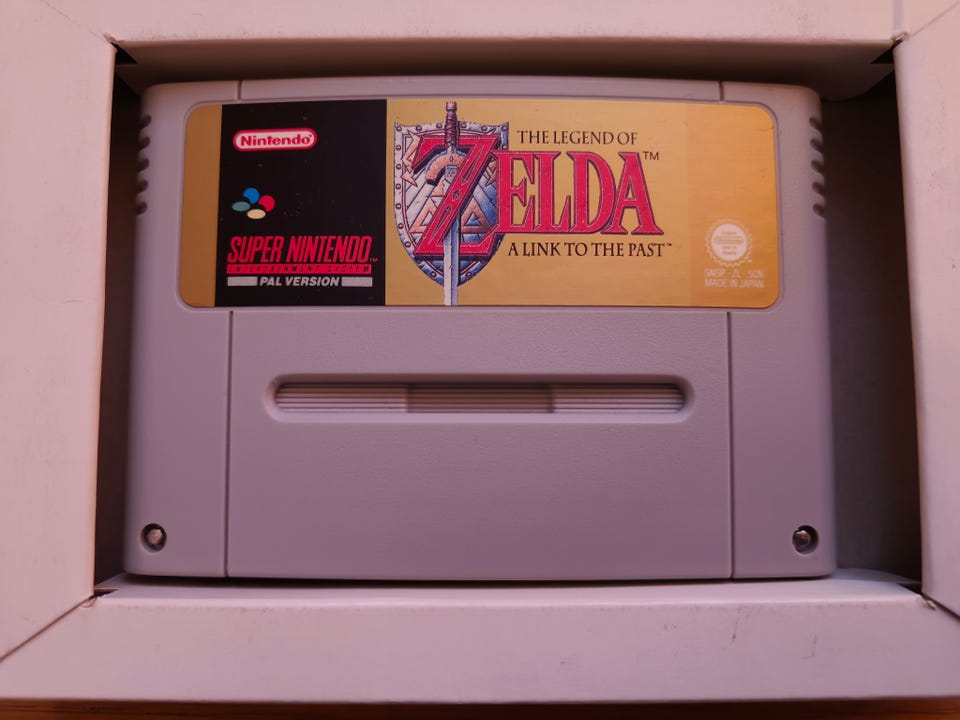 Nintendo®
SUPER NINTENDO™
ENTERTAINMENT SYSTEM
PAL VERSION
THE LEGEND OF
ZELDA™
A LINK TO THE PAST™
SNSP - ZL - SCN
MADE IN JAPAN